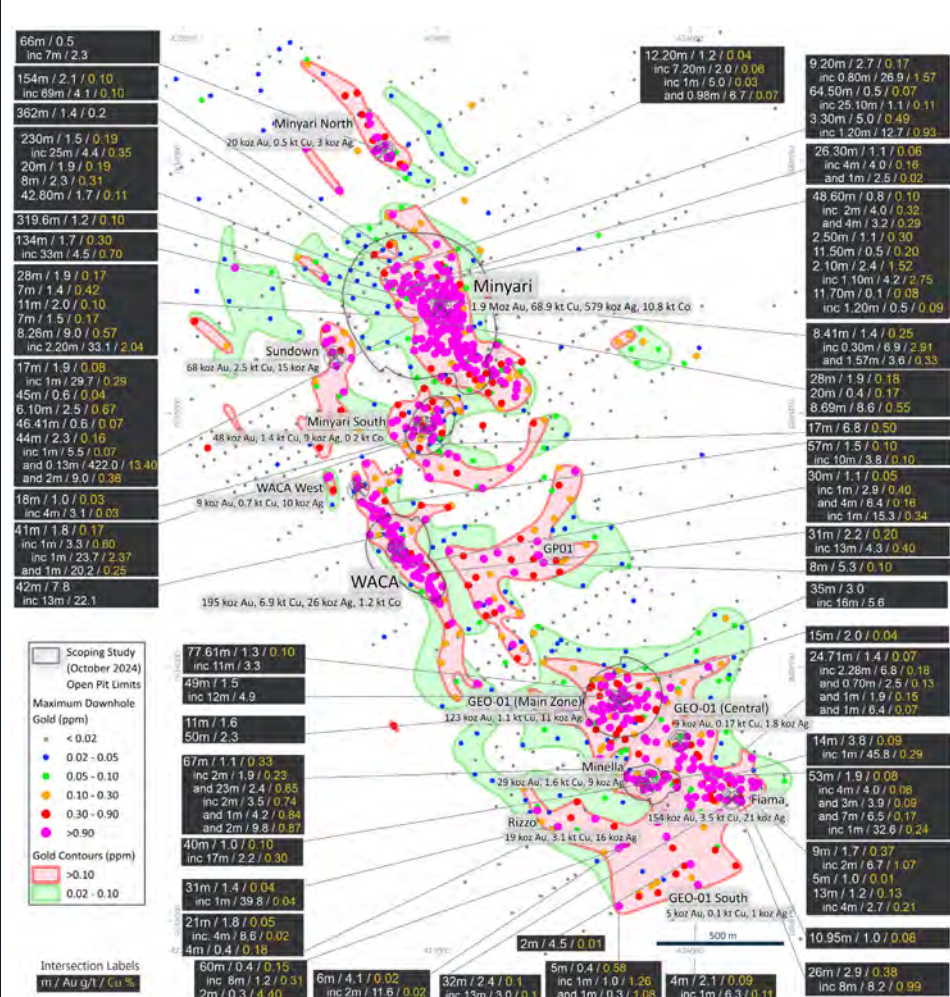 66m / 0.5
inc 7m / 2.3
154m / 2.1 / 0.10
inc 69m / 4.1 / 0.10
362m / 1.4 / 0.2
230m / 1.5 / 0.19
inc 25m / 4.4 / 0.35
20m / 1.9 / 0.19
8m / 2.3 / 0.31
42.80m / 1.7 / 0.11
319.6m / 1.2 / 0.10
134m / 1.7 / 0.30
inc 33m / 4.5 / 0.70
28m / 1.9 / 0.17
7m / 1.4 / 0.42
11m / 2.0 / 0.10
7m / 1.5 / 0.17
8.26m / 9.0 / 0.57
inc 2.20m / 33.1 / 2.04
17m / 1.9 / 0.08
inc 1m / 29.7 / 0.29
45m / 0.6 / 0.04
6.10m / 2.5 / 0.67
46.41m / 0.6 / 0.07
44m / 2.3 / 0.16
inc 1m / 5.5 / 0.07
and 0.13m / 422.0 / 13.40
and 2m / 9.0 / 0.36
18m / 1.0 / 0.03
inc 4m / 3.1 / 0.03
41m / 1.8 / 0.17
inc 1m / 3.3 / 0.60
inc 1m / 23.7 / 2.37
and 1m / 20.2 / 0.25
42m / 7.8
inc 13m / 22.1
12.20m / 1.2 / 0.04
inc 7.20m / 2.0 / 0.06
inc 1m / 5.0 / 0.03
and 0.98m / 6.7 / 0.07
9.20m / 2.7 / 0.17
inc 0.80m / 26.9 / 1.57
64.50m / 0.5 / 0.07
inc 25.10m / 1.1 / 0.11
3.30m / 5.0 / 0.49
inc 1.20m / 12.7 / 0.93
26.30m / 1.1 / 0.06
inc 4m / 4.0 / 0.16
and 1m / 2.5 / 0.02
48.60m / 0.8 / 0.10
inc 2m / 4.0 / 0.32
and 4m / 3.2 / 0.29
2.50m / 1.1 / 0.30
11.50m / 0.5 / 0.20
2.10m / 2.4 / 1.52
inc 1.10m / 4.2 / 2.75
11.70m / 0.1 / 0.08
inc 1.20m / 0.5 / 0.09
8.41m / 1.4 / 0.25
inc 0.30m / 6.9 / 2.91
and 1.57m / 3.6 / 0.33
28m / 1.9 / 0.18
20m / 0.4 / 0.17
8.69m / 8.6 / 0.55
17m / 6.8 / 0.50
57m / 1.5 / 0.10
inc 10m / 3.8 / 0.10
30m / 1.1 / 0.05
inc 1m / 2.9 / 0.40
and 4m / 6.4 / 0.16
inc 1m / 15.3 / 0.34
31m / 2.2 / 0.20
inc 13m / 4.3 / 0.40
8m / 5.3 / 0.10
35m / 3.0
inc 16m / 5.6
15m / 2.0 / 0.04
24.71m / 1.4 / 0.07
inc 2.28m / 6.8 / 0.18
and 0.70m / 2.5 / 0.13
and 1m / 1.9 / 0.15
and 1m / 6.4 / 0.07
14m / 3.8 / 0.09
inc 1m / 45.8 / 0.29
53m / 1.9 / 0.08
inc 4m / 4.0 / 0.06
and 3m / 3.9 / 0.09
and 7m / 6.5 / 0.17
inc 1m / 32.6 / 0.24
9m / 1.7 / 0.37
inc 2m / 6.7 / 1.07
5m / 1.0 / 0.01
13m / 1.2 / 0.13
inc 4m / 2.7 / 0.21
10.95m / 1.0 / 0.08
26m / 2.9 / 0.38
inc 8m / 8.2 / 0.99
Minyari North
20 koz Au, 0.5 kt Cu, 3 koz Ag
Minyari
1.9 Moz Au, 68.9 kt Cu, 579 koz Ag, 10.8 kt Co
Sundown
68 koz Au, 2.5 kt Cu, 15 koz Ag
Minyari South
48 koz Au, 1.4 kt Cu, 9 koz Ag, 0.2 kt Co
WACA West
9 koz Au, 0.7 kt Cu, 10 koz Ag
GP01
WACA
195 koz Au, 6.9 kt Cu, 26 koz Ag, 1.2 kt Co
GEO-01 (Main Zone)
123 koz Au, 1.1 kt Cu, 11 koz Ag
GEO-01 (Central)
9 koz Au, 0.17 kt Cu, 1.8 koz Ag
Minella
29 koz Au, 1.6 kt Cu, 9 koz Ag
Fiama
154 koz Au, 3.5 kt Cu, 21 koz Ag
Rizzo
19 koz Au, 3.1 kt Cu, 16 koz Ag
GEO-01 South
5 koz Au, 0.1 kt Cu, 1 koz Ag
500 m
Scoping Study
(October 2024)
Open Pit Limits
Maximum Downhole
Gold (ppm)
< 0.02
0.02 - 0.05
0.05 - 0.10
0.10 - 0.30
0.30 - 0.90
>0.90
Gold Contours (ppm)
>0.10
0.02 - 0.10
Intersection Labels
m / Au g/t / Cu %
77.61m / 1.3 / 0.10
inc 11m / 3.3
49m / 1.5
inc 12m / 4.9
11m / 1.6
50m / 2.3
67m / 1.1 / 0.33
inc 2m / 1.9 / 0.23
and 23m / 2.4 / 0.65
inc 2m / 3.5 / 0.74
and 1m / 4.2 / 0.84
and 2m / 9.8 / 0.87
40m / 1.0 / 0.10
inc 17m / 2.2 / 0.30
31m / 1.4 / 0.04
inc 1m / 39.8 / 0.04
21m / 1.8 / 0.05
inc. 4m / 8.6 / 0.02
4m / 0.4 / 0.18
60m / 0.4 / 0.15
inc 8m / 1.2 / 0.31
2m / 0.3 / 4.40
6m / 4.1 / 0.02
inc 2m / 11.6 / 0.02
32m / 2.4 / 0.1
inc 13m / 3.0 / 0.1
2m / 4.5 / 0.01
5m / 0.4 / 0.58
inc 1m / 1.0 / 1.26
and 1m / 0.3 / 1.08
4m / 2.1 / 0.09
inc 1m / 6.3 / 0.11